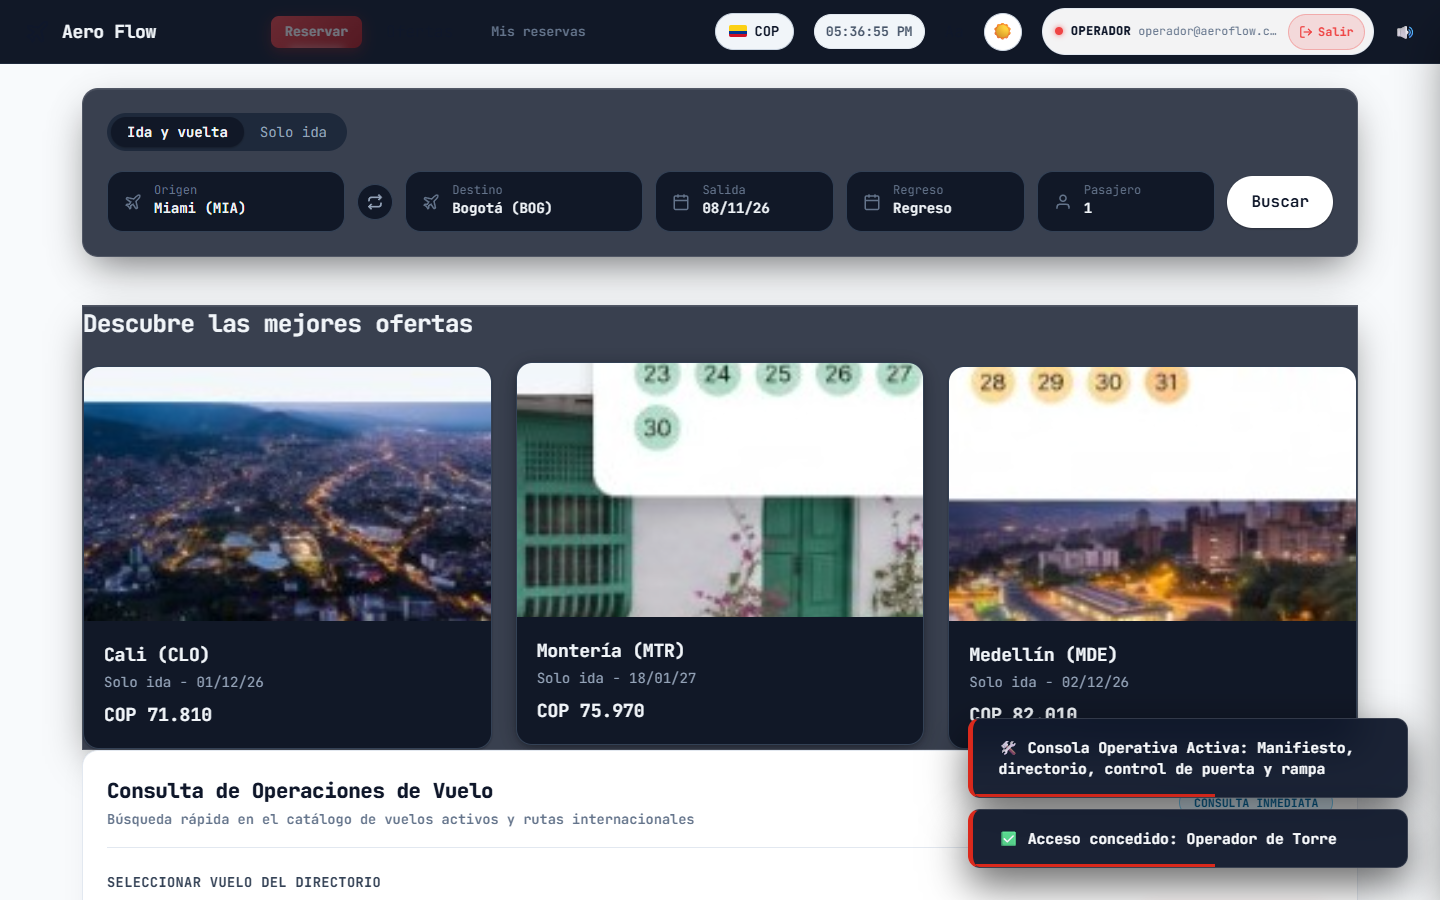 Aero Flow
Reservar
Mis reservas
COP
05:36:55 PM
OPERADOR operador@aeroflow.c…
Salir
Ida y vuelta
Solo ida
Origen
Miami (MIA)
Destino
Bogotá (BOG)
Salida
08/11/26
Regreso
Regreso
Pasajero
1
Buscar
Descubre las mejores ofertas
23 24 25 26 27
30
28 29 30 31
Cali (CLO)
Solo ida - 01/12/26
COP 71.810
Montería (MTR)
Solo ida - 18/01/27
COP 75.970
Medellín (MDE)
Solo ida - 02/12/26
COP 82.010
Consulta de Operaciones de Vuelo
Búsqueda rápida en el catálogo de vuelos activos y rutas internacionales
CONSULTA INMEDIATA
SELECCIONAR VUELO DEL DIRECTORIO
🛠️ Consola Operativa Activa: Manifiesto,
directorio, control de puerta y rampa
✅ Acceso concedido: Operador de Torre